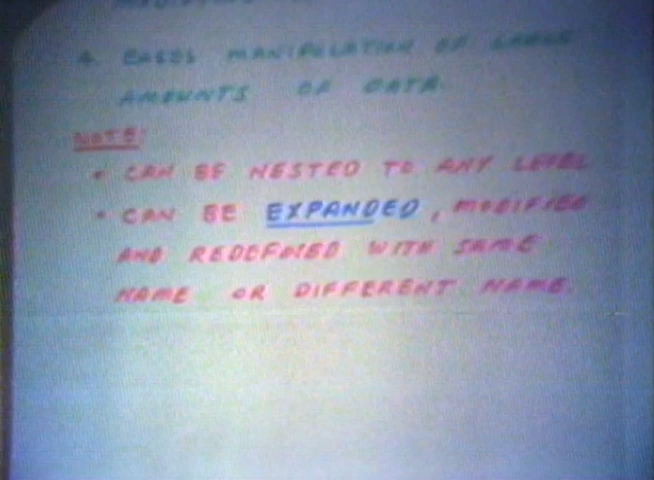 4. EASES MANIPULATION OF LARGE
AMOUNTS OF DATA.
NOTE:
• CAN BE NESTED TO ANY LEVEL
• CAN BE EXPANDED, MODIFIED
AND REDEFINED WITH SAME
NAME OR DIFFERENT NAME.